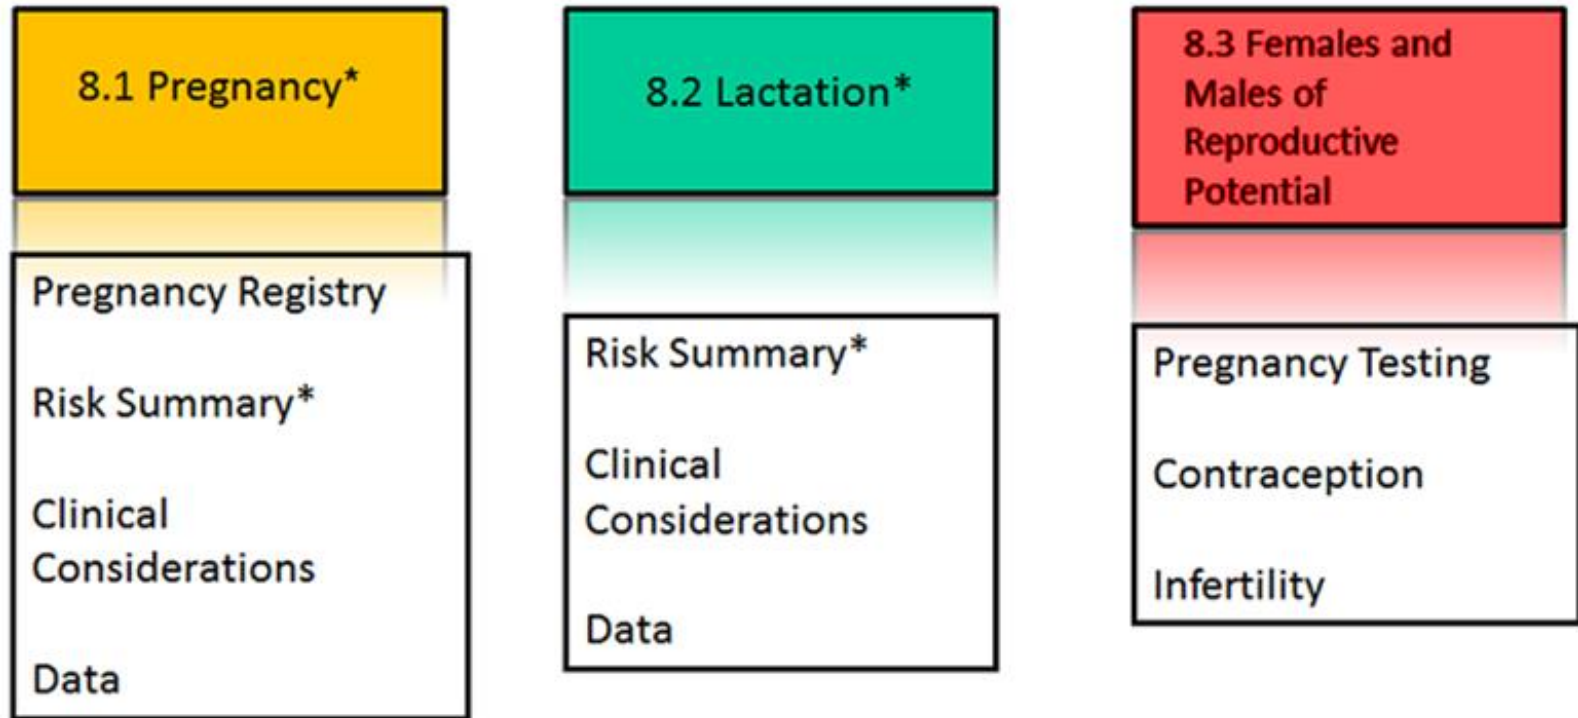 8.1 Pregnancy*
Pregnancy Registry
Risk Summary*
Clinical
Considerations
Data
8.2 Lactation*
Risk Summary*
Clinical
Considerations
Data
8.3 Females and
Males of
Reproductive
Potential
Pregnancy Testing
Contraception
Infertility